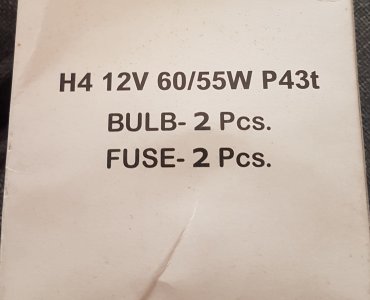 H4 12V 60/55W P43t
BULB- 2 Pcs.
FUSE- 2 Pcs.